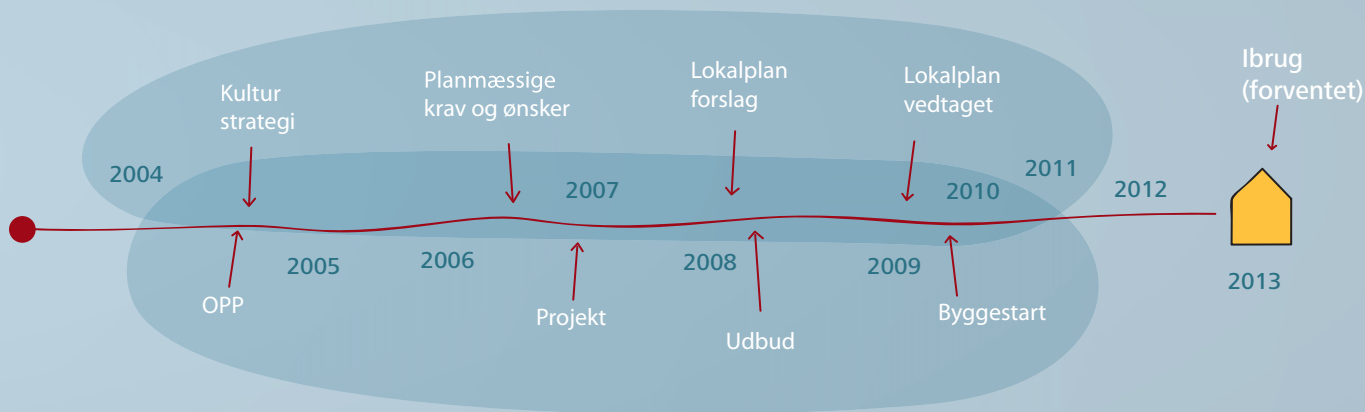 Kultur
strategi
Planmæssige
krav og ønsker
Lokalplan
forslag
Lokalplan
vedtaget
Ibrug
(forventet)
2004
2007
2010
2011
2012
2005
2006
2008
2009
2013
OPP
Projekt
Udbud
Byggestart